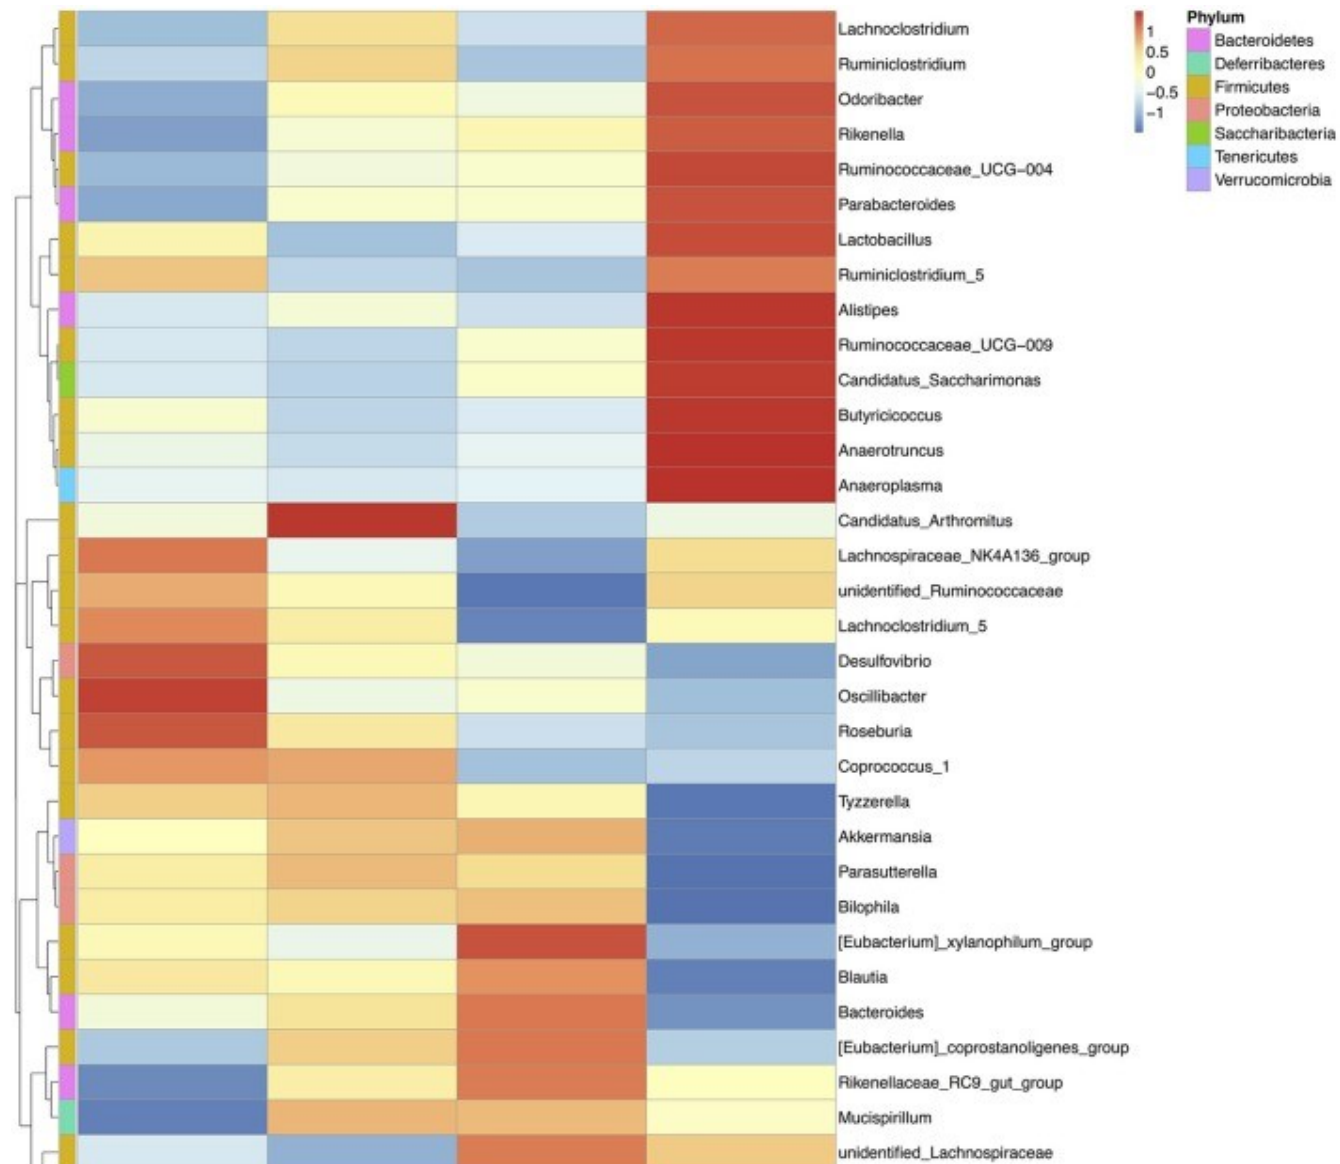 Lachnoclostridium
Ruminiclostridium
Odoribacter
Rikenella
Ruminococcaceae_UCG−004
Parabacteroides
Lactobacillus
Ruminiclostridium_5
Alistipes
Ruminococcaceae_UCG−009
Candidatus_Saccharimonas
Butyricicoccus
Anaerotruncus
Anaeroplasma
Candidatus_Arthromitus
Lachnospiraceae_NK4A136_group
unidentified_Ruminococcaceae
Lachnoclostridium_5
Desulfovibrio
Oscillibacter
Roseburia
Coprococcus_1
Tyzzerella
Akkermansia
Parasutterella
Bilophila
[Eubacterium]_xylanophilum_group
Blautia
Bacteroides
[Eubacterium]_coprostanoligenes_group
Rikenellaceae_RC9_gut_group
Mucispirillum
unidentified_Lachnospiraceae
1
0.5
0
−0.5
−1
Phylum
Bacteroidetes
Deferribacteres
Firmicutes
Proteobacteria
Saccharibacteria
Tenericutes
Verrucomicrobia